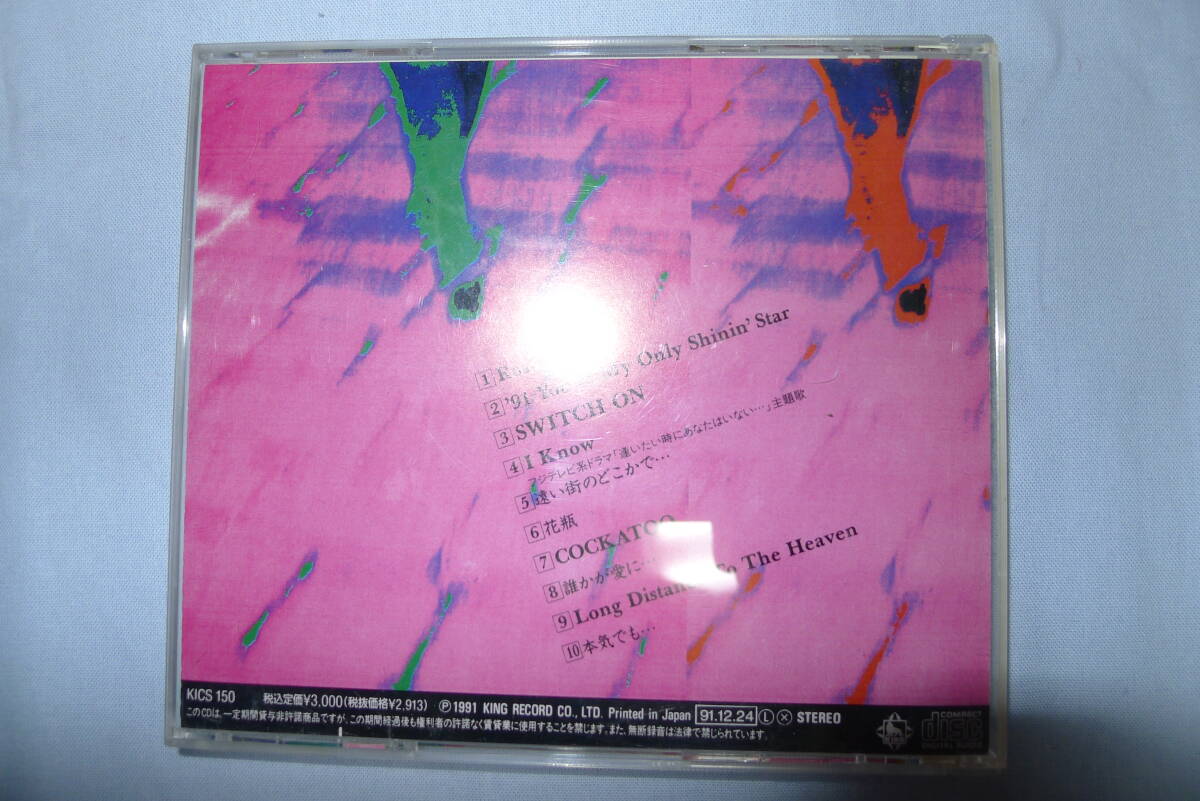 1
2 '91 Only Shinin' Star
3 SWITCH ON
4 I Know
フジテレビ系ドラマ「逢いたい時にあなたはいない…」主題歌
5 遠い街のどこかで…
6 花瓶
7 COCKATOO
8 誰かが愛に…
9 Long Distance To The Heaven
10 本気でも…
KICS 150 税込定価¥3,000(税抜価格¥2,913) Ⓟ1991 KING RECORD CO., LTD. Printed in Japan 91.12.24 Ⓛ Ⓧ STEREO
このCDは、一定期間貸与非許諾商品ですが、この期間経過後も権利者の許諾なく賃貸業に使用することを禁じます。また、無断録音は法律で禁じられています。
COMPACT
disc
DIGITAL AUDIO